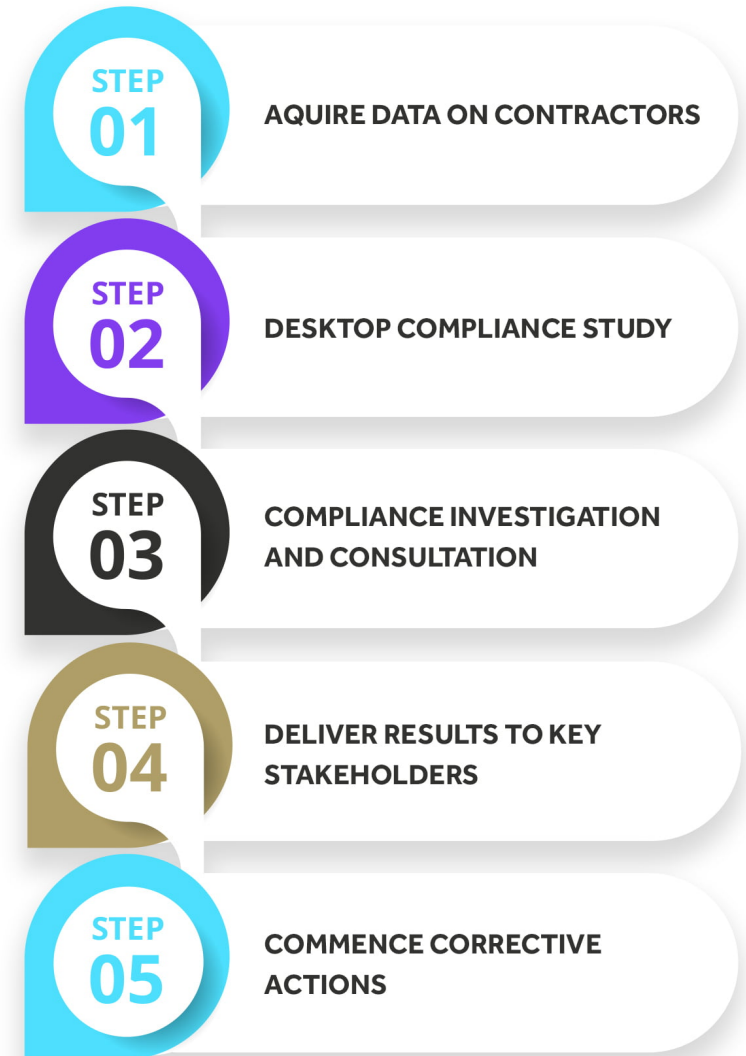 STEP
01
AQUIRE DATA ON CONTRACTORS
STEP
02
DESKTOP COMPLIANCE STUDY
STEP
03
COMPLIANCE INVESTIGATION
AND CONSULTATION
STEP
04
DELIVER RESULTS TO KEY
STAKEHOLDERS
STEP
05
COMMENCE CORRECTIVE
ACTIONS